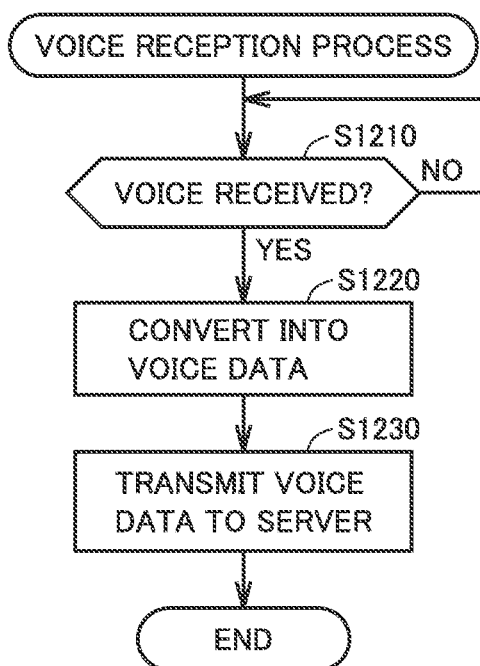 VOICE RECEPTION PROCESS
S1210
VOICE RECEIVED?
NO
YES
S1220
CONVERT INTO
VOICE DATA
S1230
TRANSMIT VOICE
DATA TO SERVER
END